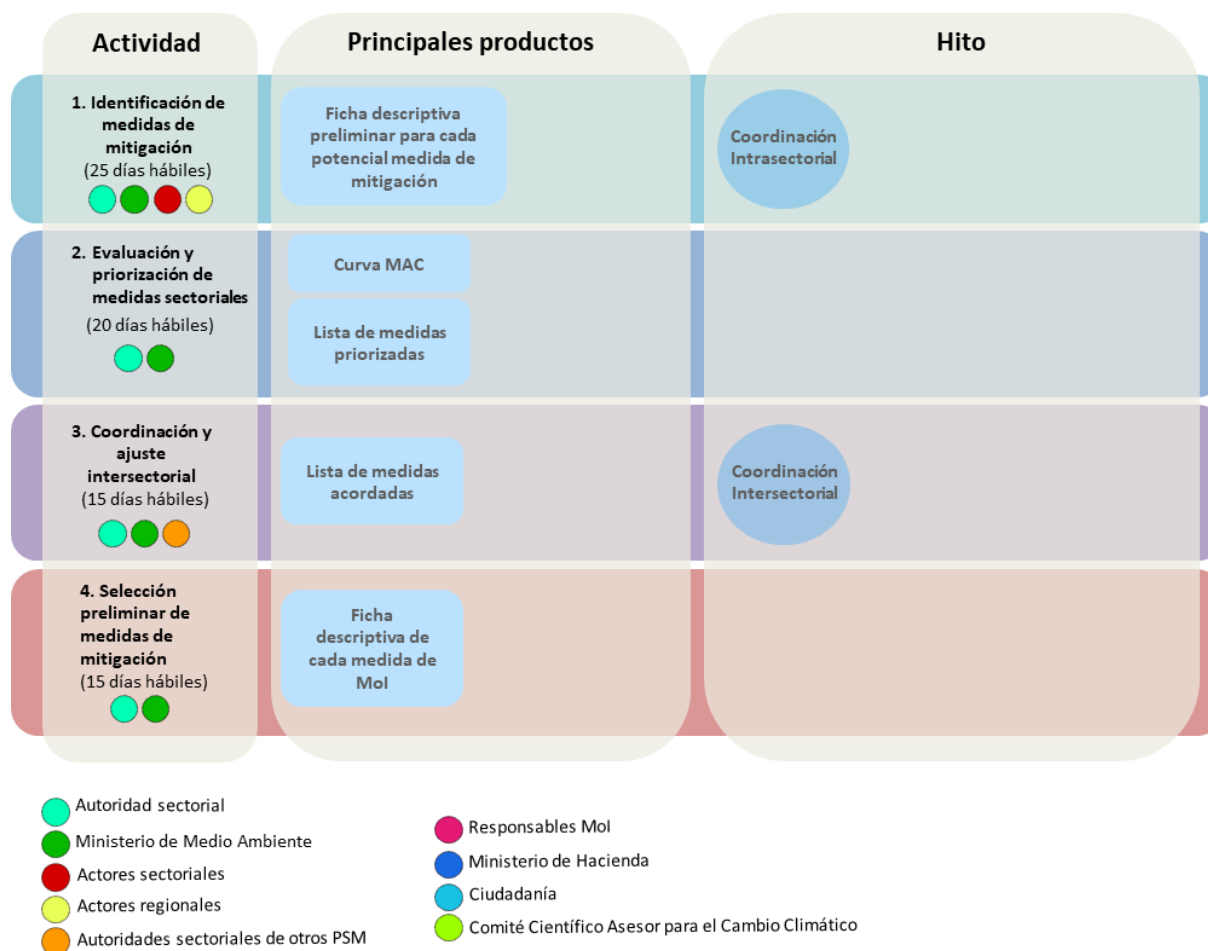 Actividad
Principales productos
Hito
1. Identificación de
medidas de
mitigación
(25 días hábiles)
Ficha descriptiva
preliminar para cada
potencial medida de
mitigación
Coordinación
Intrasectorial
2. Evaluación y
priorización de
medidas sectoriales
(20 días hábiles)
Curva MAC
Lista de medidas
priorizadas
3. Coordinación y
ajuste
intersectorial
(15 días hábiles)
Lista de medidas
acordadas
Coordinación
Intersectorial
4. Selección
preliminar de
medidas de
mitigación
(15 días hábiles)
Ficha
descriptiva de
cada medida de
MoI
Autoridad sectorial
Ministerio de Medio Ambiente
Actores sectoriales
Actores regionales
Autoridades sectoriales de otros PSM
Responsables MoI
Ministerio de Hacienda
Ciudadanía
Comité Científico Asesor para el Cambio Climático